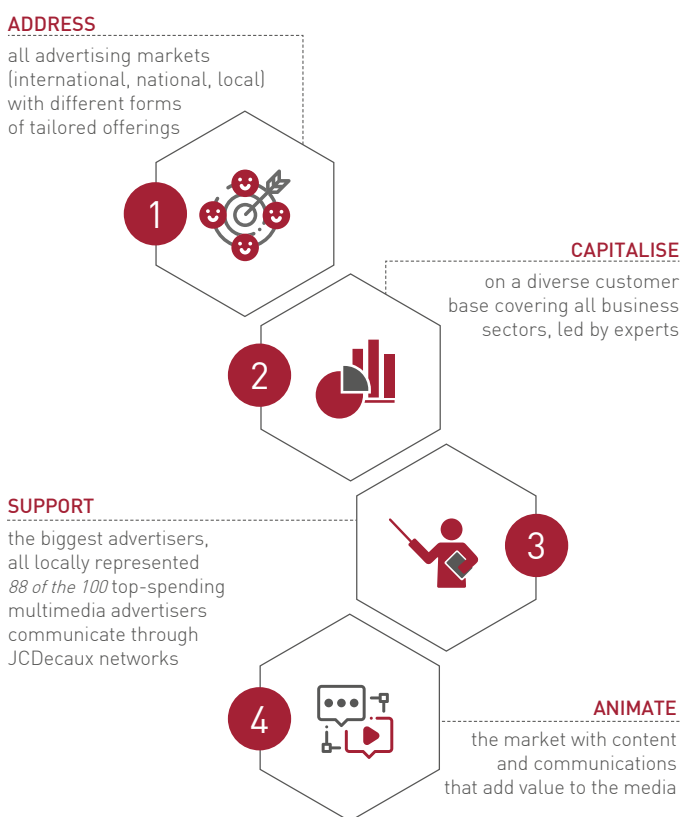 ADDRESS
all advertising markets
(international, national, local)
with different forms
of tailored offerings
1
CAPITALISE
on a diverse customer
base covering all business
sectors, led by experts
2
SUPPORT
the biggest advertisers,
all locally represented
88 of the 100 top-spending
multimedia advertisers
communicate through
JCDecaux networks
3
4
ANIMATE
the market with content
and communications
that add value to the media